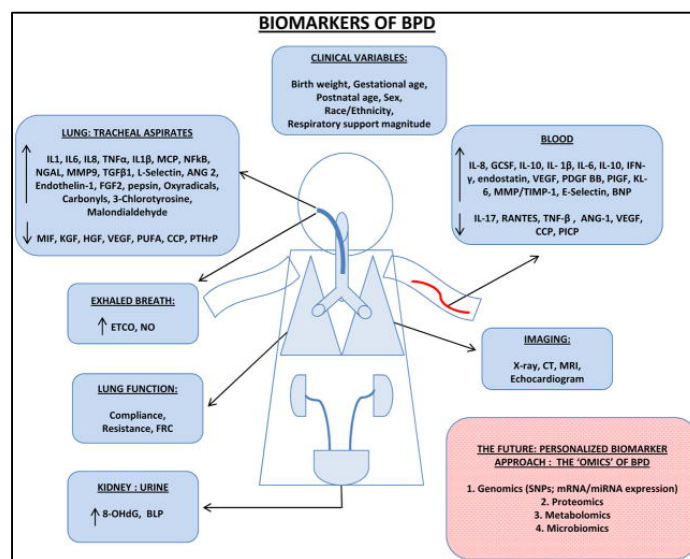 BIOMARKERS OF BPD
CLINICAL VARIABLES:
Birth weight, Gestational age,
Postnatal age, Sex,
Race/Ethnicity,
Respiratory support magnitude
LUNG: TRACHEAL ASPIRATES
IL1, IL6, IL8, TNFα, IL1β, MCP, NFkB,
NGAL, MMP9, TGFβ1, L-Selectin, ANG 2,
Endothelin-1, FGF2, pepsin, Oxyradicals,
Carbonyls, 3-Chlorotyrosine,
Malondialdehyde
MIF, KGF, HGF, VEGF, PUFA, CCP, PTHrP
BLOOD
IL-8, GCSF, IL-10, IL- 1β, IL-6, IL-10, IFN-
γ, endostatin, VEGF, PDGF BB, PIGF, KL-
6, MMP/TIMP-1, E-Selectin, BNP
IL-17, RANTES, TNF-β , ANG-1, VEGF,
CCP, PICP
EXHALED BREATH:
ETCO, NO
IMAGING:
X-ray, CT, MRI,
Echocardiogram
LUNG FUNCTION:
Compliance,
Resistance, FRC
KIDNEY : URINE
8-OHdG, BLP
THE FUTURE: PERSONALIZED BIOMARKER
APPROACH : THE 'OMICS' OF BPD
1. Genomics (SNPs; mRNA/miRNA expression)
2. Proteomics
3. Metabolomics
4. Microbiomics